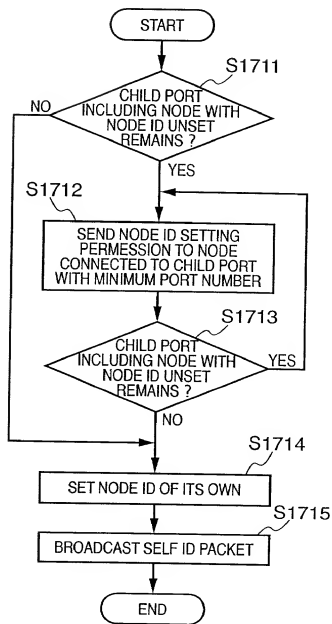 START
S1711
CHILD PORT
INCLUDING NODE WITH
NODE ID UNSET
REMAINS ?
NO
YES
S1712
SEND NODE ID SETTING
PERMESSION TO NODE
CONNECTED TO CHILD PORT
WITH MINIMUM PORT NUMBER
S1713
CHILD PORT
INCLUDING NODE WITH
NODE ID UNSET
REMAINS ?
YES
NO
S1714
SET NODE ID OF ITS OWN
S1715
BROADCAST SELF ID PACKET
END